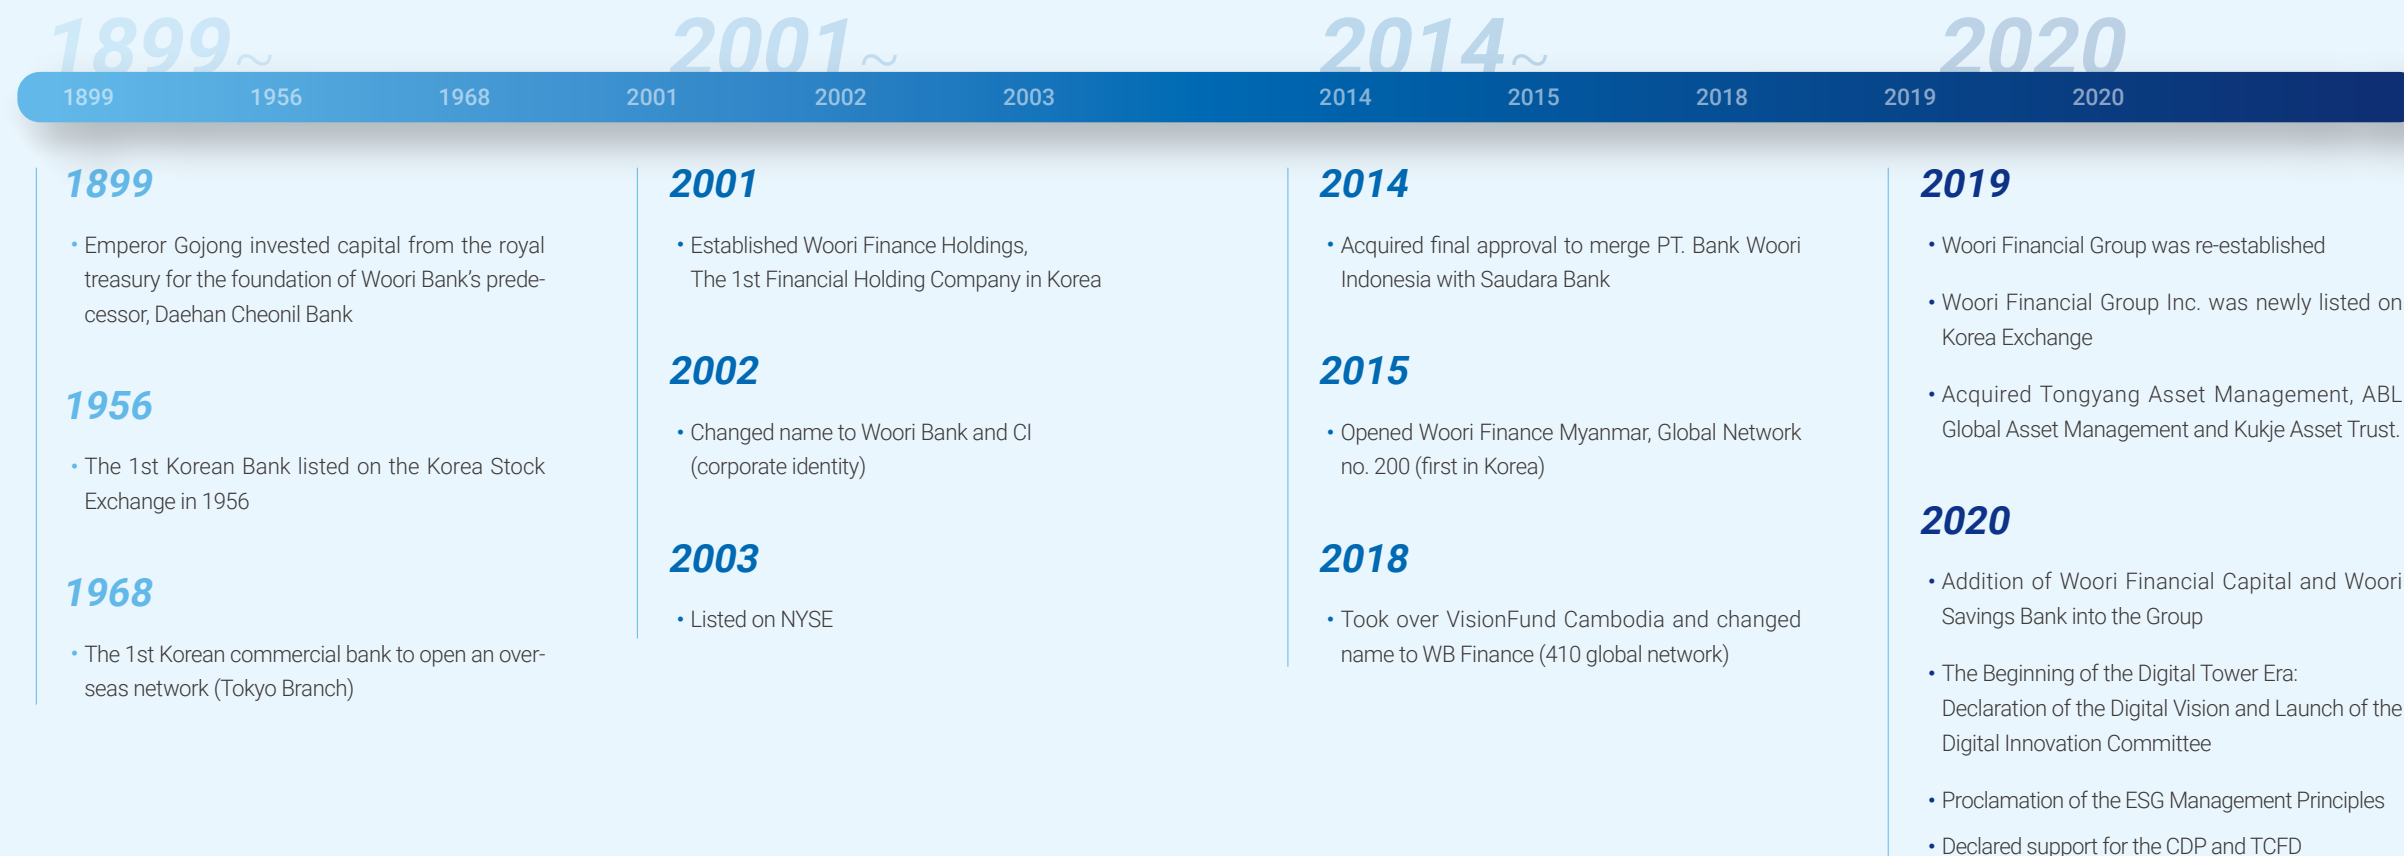 1899~
2001~
2014~
2020
1899 1956 1968 2001 2002 2003 2014 2015 2018 2019 2020
1899
• Emperor Gojong invested capital from the royal
treasury for the foundation of Woori Bank’s prede-
cessor, Daehan Cheonil Bank
1956
• The 1st Korean Bank listed on the Korea Stock
Exchange in 1956
1968
• The 1st Korean commercial bank to open an over-
seas network (Tokyo Branch)
2001
• Established Woori Finance Holdings,
The 1st Financial Holding Company in Korea
2002
• Changed name to Woori Bank and CI
(corporate identity)
2003
• Listed on NYSE
2014
• Acquired final approval to merge PT. Bank Woori
Indonesia with Saudara Bank
2015
• Opened Woori Finance Myanmar, Global Network
no. 200 (first in Korea)
2018
• Took over VisionFund Cambodia and changed
name to WB Finance (410 global network)
2019
• Woori Financial Group was re-established
• Woori Financial Group Inc. was newly listed on
Korea Exchange
• Acquired Tongyang Asset Management, ABL
Global Asset Management and Kukje Asset Trust.
2020
• Addition of Woori Financial Capital and Woori
Savings Bank into the Group
• The Beginning of the Digital Tower Era:
Declaration of the Digital Vision and Launch of the
Digital Innovation Committee
• Proclamation of the ESG Management Principles
• Declared support for the CDP and TCFD